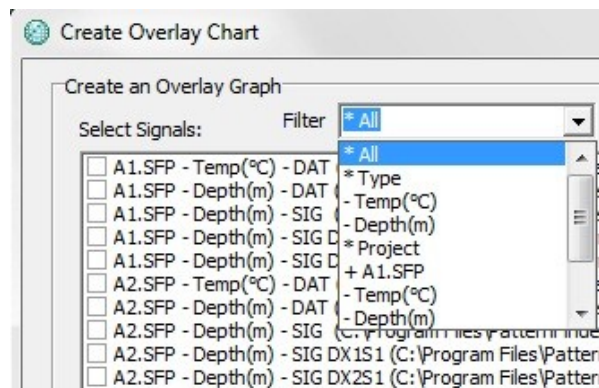 Create Overlay Chart
Create an Overlay Graph
Select Signals:
Filter
* All
* All
* Type
- Temp(°C)
- Depth(m)
* Project
+ A1.SFP
- Temp(°C)
- Depth(m)
A1.SFP - Temp(°C) - DAT (
A1.SFP - Depth(m) - DAT (
A1.SFP - Depth(m) - SIG (
A1.SFP - Depth(m) - SIG D
A1.SFP - Depth(m) - SIG D
A2.SFP - Temp(°C) - DAT (
A2.SFP - Depth(m) - DAT (
A2.SFP - Depth(m) - SIG (C:\Program Files\Pattern
A2.SFP - Depth(m) - SIG DX1S1 (C:\Program Files\Patter
A2.SFP - Depth(m) - SIG DX2S1 (C:\Program Files\Patter